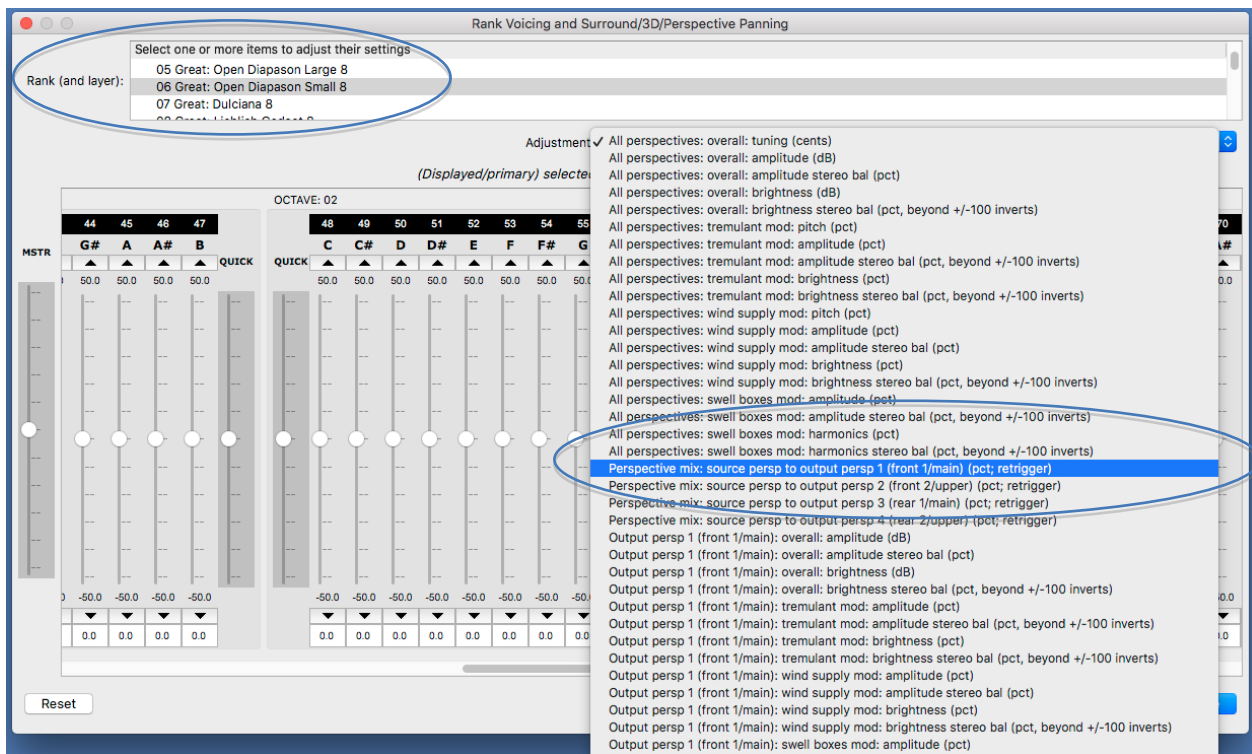 Rank Voicing and Surround/3D/Perspective Panning
Select one or more items to adjust their settings
Rank (and layer):
05 Great: Open Diapason Large 8
06 Great: Open Diapason Small 8
07 Great: Dulciana 8
Adjustment
(Displayed/primary)
✓ All perspectives: overall: tuning (cents)
All perspectives: overall: amplitude (dB)
All perspectives: overall: amplitude stereo bal (pct)
All perspectives: overall: brightness (dB)
All perspectives: overall: brightness stereo bal (pct, beyond +/-100 inverts)
All perspectives: tremulant mod: pitch (pct)
All perspectives: tremulant mod: amplitude (pct)
All perspectives: tremulant mod: amplitude stereo bal (pct, beyond +/-100 inverts)
All perspectives: tremulant mod: brightness (pct)
All perspectives: tremulant mod: brightness stereo bal (pct, beyond +/-100 inverts)
All perspectives: wind supply mod: pitch (pct)
All perspectives: wind supply mod: amplitude (pct)
All perspectives: wind supply mod: amplitude stereo bal (pct)
All perspectives: wind supply mod: brightness (pct)
All perspectives: wind supply mod: brightness stereo bal (pct, beyond +/-100 inverts)
All perspectives: swell boxes mod: amplitude (pct)
All perspectives: swell boxes mod: amplitude stereo bal (pct, beyond +/-100 inverts)
All perspectives: swell boxes mod: harmonics (pct)
All perspectives: swell boxes mod: harmonics stereo bal (pct, beyond +/-100 inverts)
Perspective mix: source persp to output persp 1 (front 1/main) (pct; retrigger)
Perspective mix: source persp to output persp 2 (front 2/upper) (pct; retrigger)
Perspective mix: source persp to output persp 3 (rear 1/main) (pct; retrigger)
Perspective mix: source persp to output persp 4 (rear 2/upper) (pct; retrigger)
Output persp 1 (front 1/main): overall: amplitude (dB)
Output persp 1 (front 1/main): overall: amplitude stereo bal (pct)
Output persp 1 (front 1/main): overall: brightness (dB)
Output persp 1 (front 1/main): overall: brightness stereo bal (pct, beyond +/-100 inverts)
Output persp 1 (front 1/main): tremulant mod: amplitude (pct)
Output persp 1 (front 1/main): tremulant mod: amplitude stereo bal (pct, beyond +/-100 inverts)
Output persp 1 (front 1/main): tremulant mod: brightness (pct)
Output persp 1 (front 1/main): tremulant mod: brightness stereo bal (pct, beyond +/-100 inverts)
Output persp 1 (front 1/main): wind supply mod: amplitude (pct)
Output persp 1 (front 1/main): wind supply mod: amplitude stereo bal (pct)
Output persp 1 (front 1/main): wind supply mod: brightness (pct)
Output persp 1 (front 1/main): wind supply mod: brightness stereo bal (pct, beyond +/-100 inverts)
Output persp 1 (front 1/main): swell boxes mod: amplitude (pct)
OCTAVE: 02
44 45 46 47 48 49 50 51 52 53 54 55 70
MSTR G# A A# B QUICK QUICK C C# D D# E F F# G
50.0 50.0 50.0 50.0 50.0 50.0 50.0 50.0 50.0 50.0 50.0
-50.0 -50.0 -50.0 -50.0 -50.0 -50.0 -50.0 -50.0 -50.0 -50.0 -50.0 -50.0
0.0 0.0 0.0 0.0 0.0 0.0 0.0 0.0 0.0 0.0 0.0 0.0
Reset